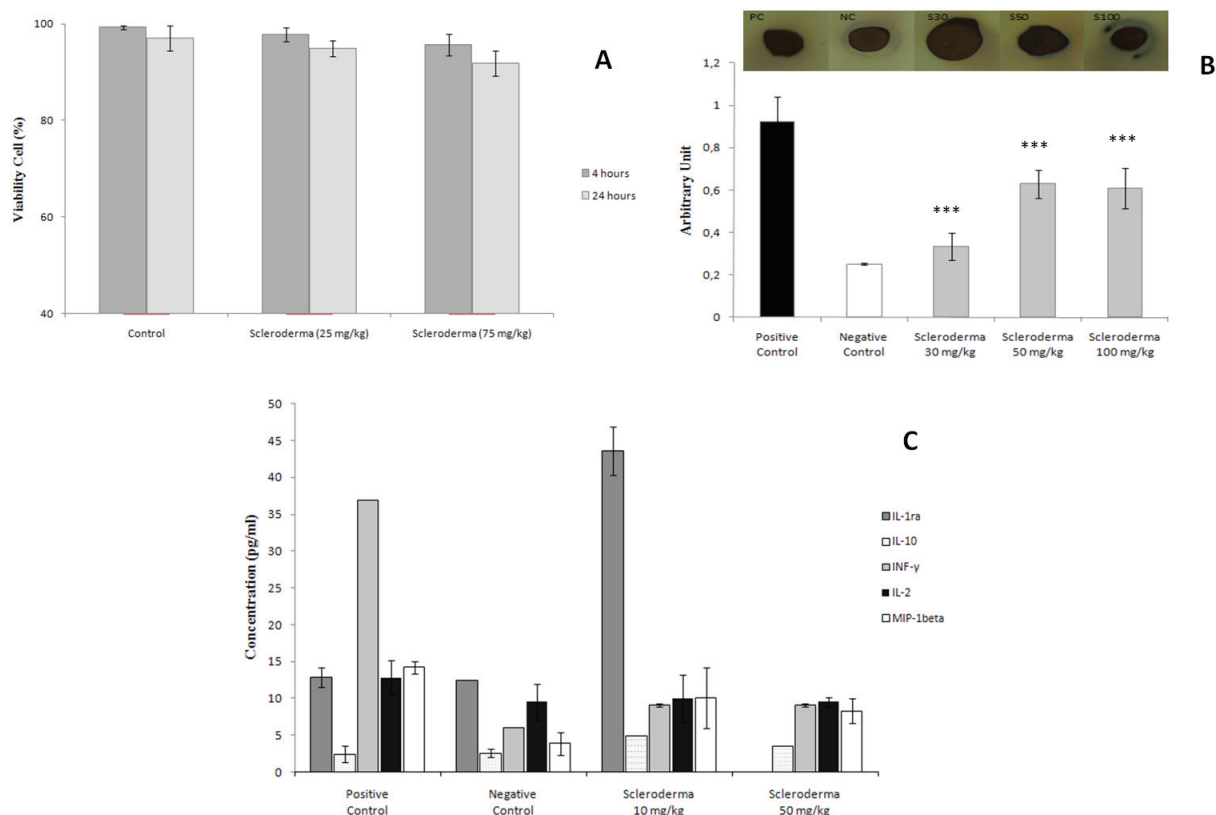 100
80
60
40
Viability Cell (%)
Control
Scleroderma (25 mg/kg)
Scleroderma (75 mg/kg)
4 hours
24 hours
A
PC
NC
S30
S50
S100
B
1,2
1
0,8
0,6
0,4
0,2
0
Arbitrary Unit
***
***
***
Positive Control
Negative Control
Scleroderma 30 mg/kg
Scleroderma 50 mg/kg
Scleroderma 100 mg/kg
C
50
45
40
35
30
25
20
15
10
5
0
Concentration (pg/ml)
Positive Control
Negative Control
Scleroderma 10 mg/kg
Scleroderma 50 mg/kg
IL-1ra
IL-10
INF-γ
IL-2
MIP-1beta